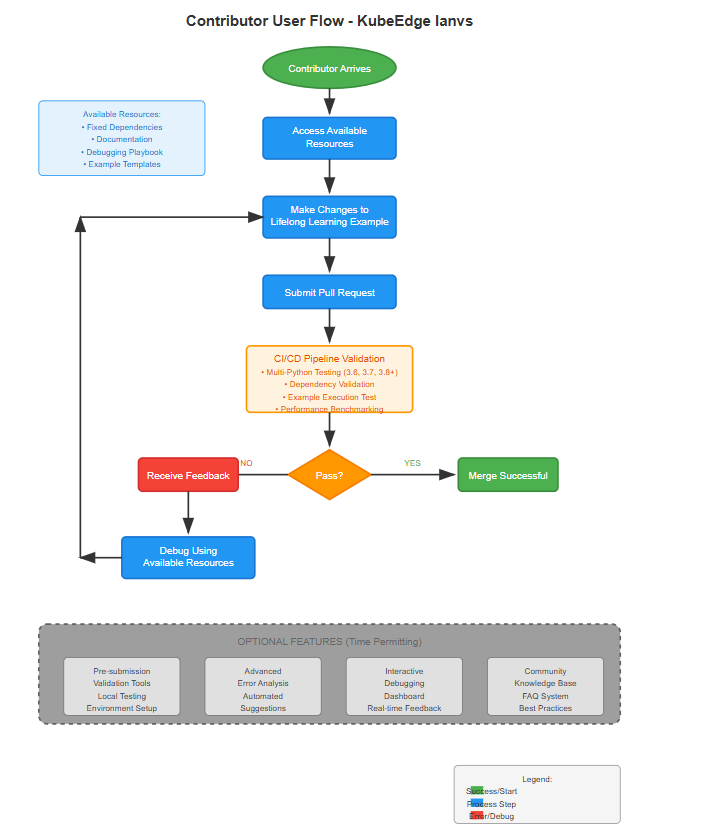 Contributor User Flow - KubeEdge Ianvs
Contributor Arrives
Available Resources:
• Fixed Dependencies
• Documentation
• Debugging Playbook
• Example Templates
Access Available
Resources
Make Changes to
Lifelong Learning Example
Submit Pull Request
CI/CD Pipeline Validation
• Multi-Python Testing (3.6, 3.7, 3.8+)
• Dependency Validation
• Example Execution Test
• Performance Benchmarking
Receive Feedback
NO
Pass?
YES
Merge Successful
Debug Using
Available Resources
OPTIONAL FEATURES (Time Permitting)
Pre-submission
Validation Tools
Local Testing
Environment Setup
Advanced
Error Analysis
Automated
Suggestions
Interactive
Debugging
Dashboard
Real-time Feedback
Community
Knowledge Base
FAQ System
Best Practices
Legend:
Success/Start
Process Step
Error/Debug